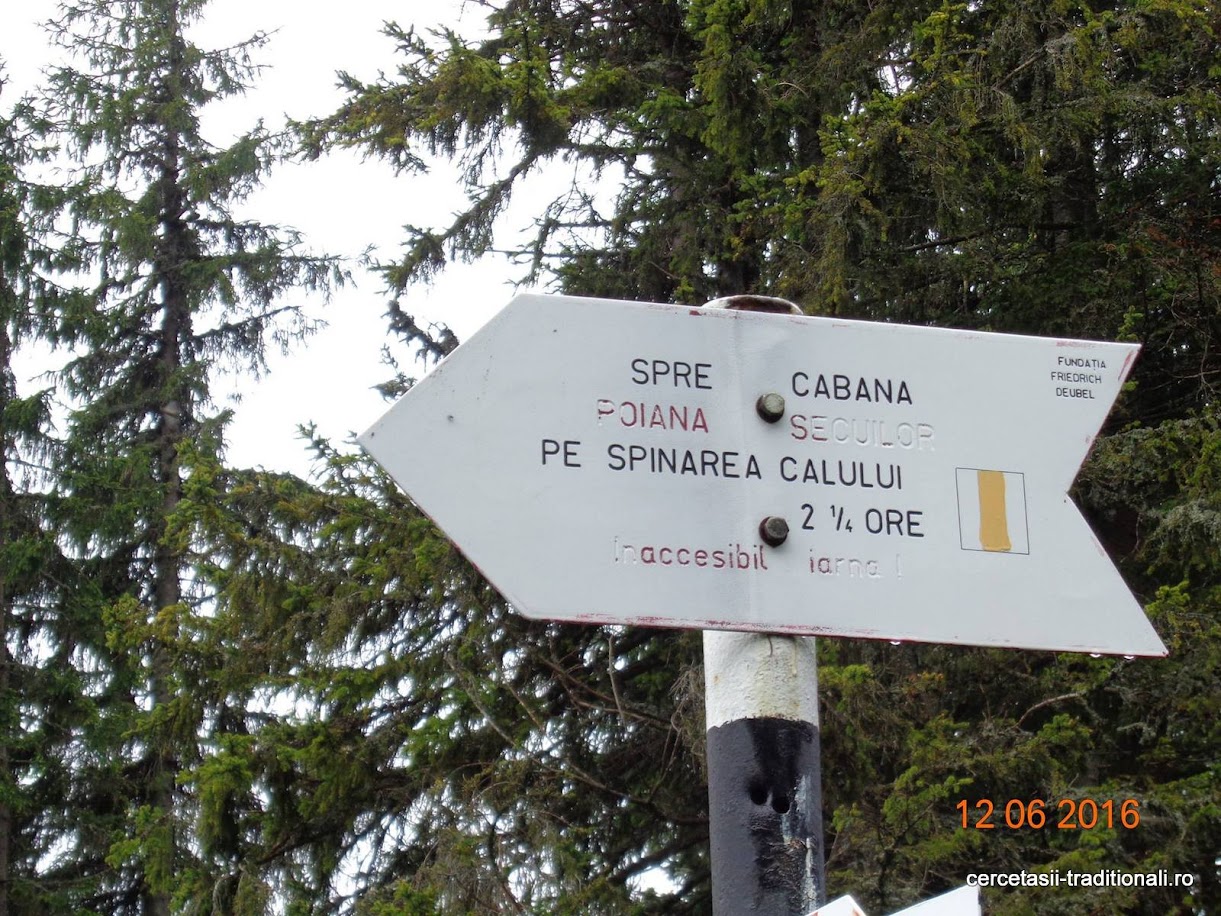 SPRE CABANA
POIANA SECUILOR
PE SPINAREA CALULUI
2 1/4 ORE
Inaccesibil iarna !
FUNDAȚIA
FRIEDRICH
DEUBEL
12 06 2016
cercetasii-traditionali.ro